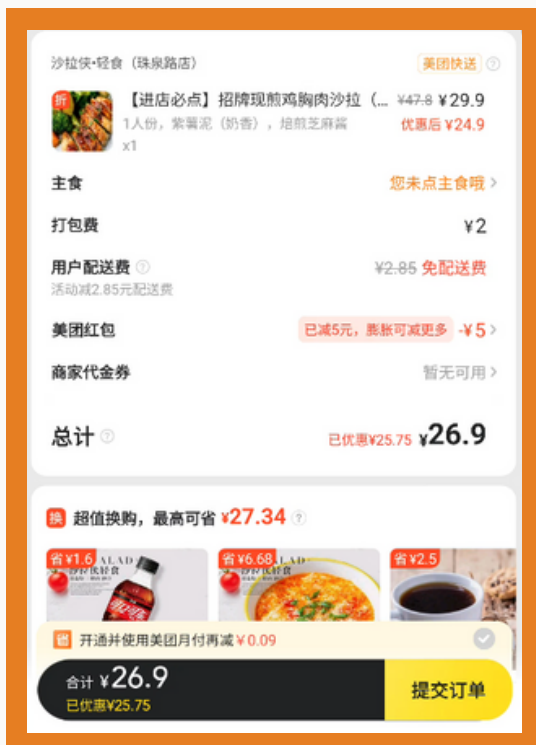 沙拉侠•轻食（珠泉路店）
美团快送
折
【进店必点】招牌现煎鸡胸肉沙拉（... ¥47.8 ¥29.9
1人份，紫薯泥（奶香），焙煎芝麻酱
优惠后 ¥24.9
x1
主食 您未点主食哦 >
打包费 ¥2
用户配送费 ¥2.85 免配送费
活动减2.85元配送费
美团红包 已减5元，膨胀可减更多 -¥5 >
商家代金券 暂无可用 >
总计 已优惠¥25.75 ¥26.9
换 超值换购，最高可省 ¥27.34
省¥1.6
省¥6.68
省¥2.5
开通并使用美团月付再减¥0.09
合计 ¥26.9
已优惠¥25.75
提交订单